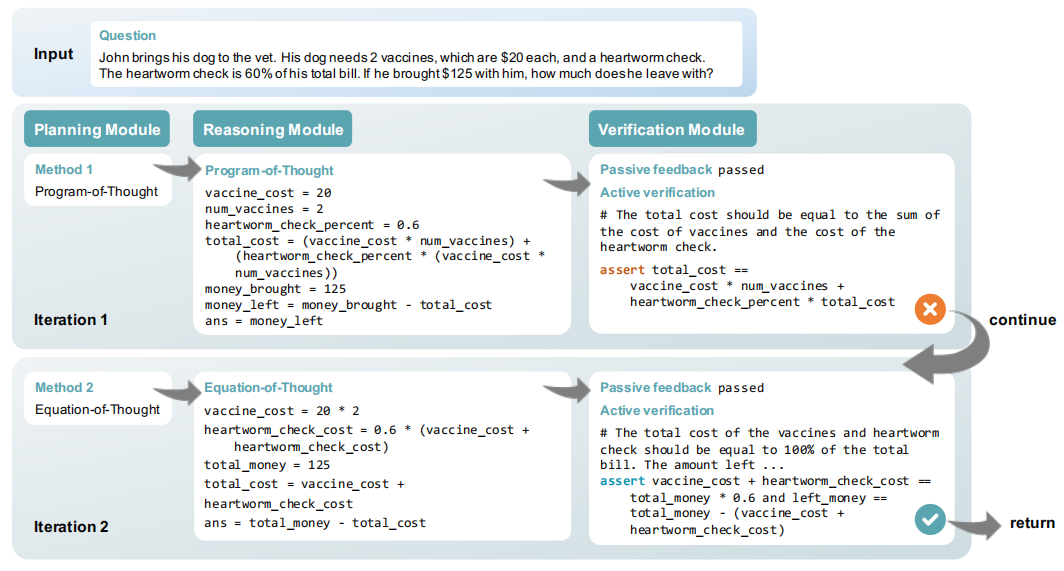 Input
Question
John brings his dog to the vet. His dog needs 2 vaccines, which are $20 each, and a heartworm check.
The heartworm check is 60% of his total bill. If he brought $125 with him, how much does he leave with?
Planning Module
Reasoning Module
Verification Module
Method 1
Program-of-Thought
Iteration 1
Program-of-Thought
vaccine_cost = 20
num_vaccines = 2
heartworm_check_percent = 0.6
total_cost = (vaccine_cost * num_vaccines) +
(heartworm_check_percent * (vaccine_cost *
num_vaccines))
money_brought = 125
money_left = money_brought - total_cost
ans = money_left
Passive feedback passed
Active verification
# The total cost should be equal to the sum of
the cost of vaccines and the cost of the
heartworm check.
assert total_cost ==
vaccine_cost * num_vaccines +
heartworm_check_percent * total_cost
continue
Method 2
Equation-of-Thought
Iteration 2
Equation-of-Thought
vaccine_cost = 20 * 2
heartworm_check_cost = 0.6 * (vaccine_cost +
heartworm_check_cost)
total_money = 125
total_cost = vaccine_cost +
heartworm_check_cost
ans = total_money - total_cost
Passive feedback passed
Active verification
# The total cost of the vaccines and heartworm
check should be equal to 100% of the total
bill. The amount left ...
assert vaccine_cost + heartworm_check_cost ==
total_money * 0.6 and left_money ==
total_money - (vaccine_cost +
heartworm_check_cost)
return